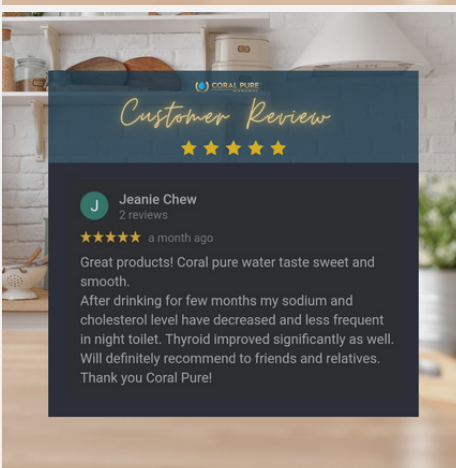 CORAL PURE
Customer Review
J
Jeanie Chew
2 reviews
a month ago
Great products! Coral pure water taste sweet and
smooth.
After drinking for few months my sodium and
cholesterol level have decreased and less frequent
in night toilet. Thyroid improved significantly as well.
Will definitely recommend to friends and relatives.
Thank you Coral Pure!